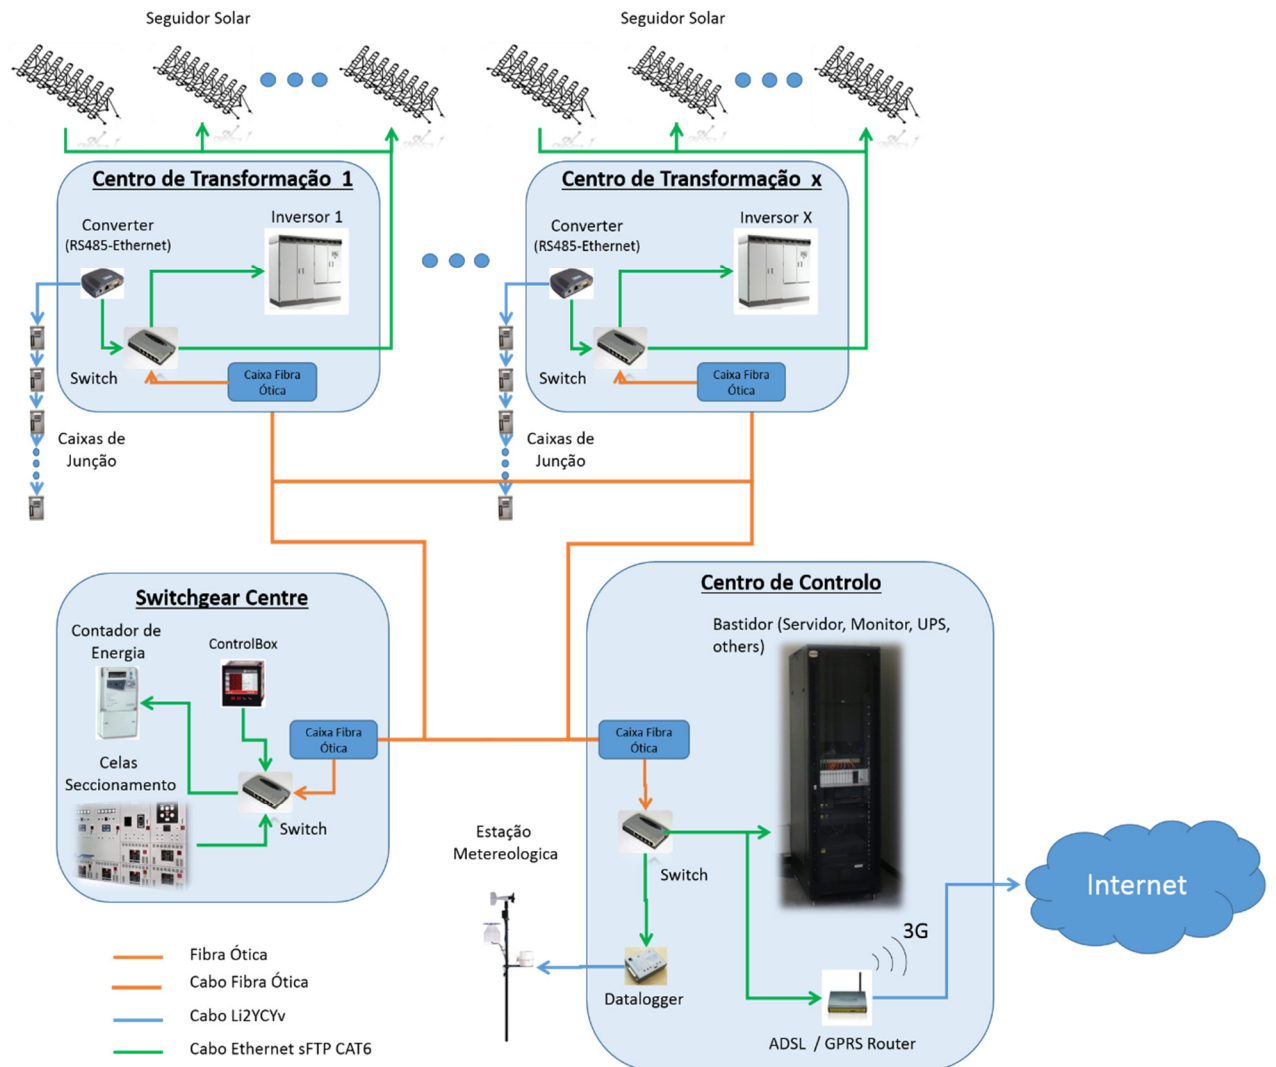 Seguidor Solar
Seguidor Solar
Centro de Transformação 1
Converter
(RS485-Ethernet)
Inversor 1
Switch
Caixa Fibra
Ótica
Caixas de
Junção
Centro de Transformação x
Converter
(RS485-Ethernet)
Inversor X
Switch
Caixa Fibra
Ótica
Caixas de
Junção
Switchgear Centre
Contador de
Energia
ControlBox
Caixa Fibra
Ótica
Celas
Seccionamento
Switch
Centro de Controlo
Bastidor (Servidor, Monitor, UPS,
others)
Caixa Fibra
Ótica
Switch
Estação
Metereologica
Datalogger
3G
ADSL / GPRS Router
Internet
Fibra Ótica
Cabo Fibra Ótica
Cabo Li2YCYv
Cabo Ethernet sFTP CAT6